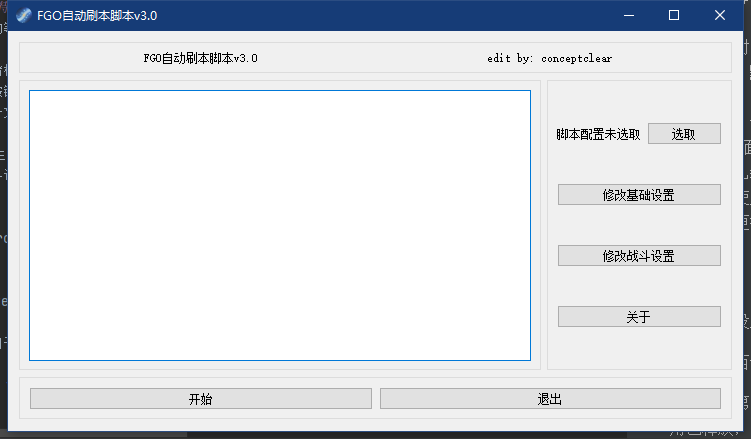 FGO自动刷本脚本v3.0
FGO自动刷本脚本v3.0
edit by: conceptclear
脚本配置未选取
选取
修改基础设置
修改战斗设置
关于
开始
退出